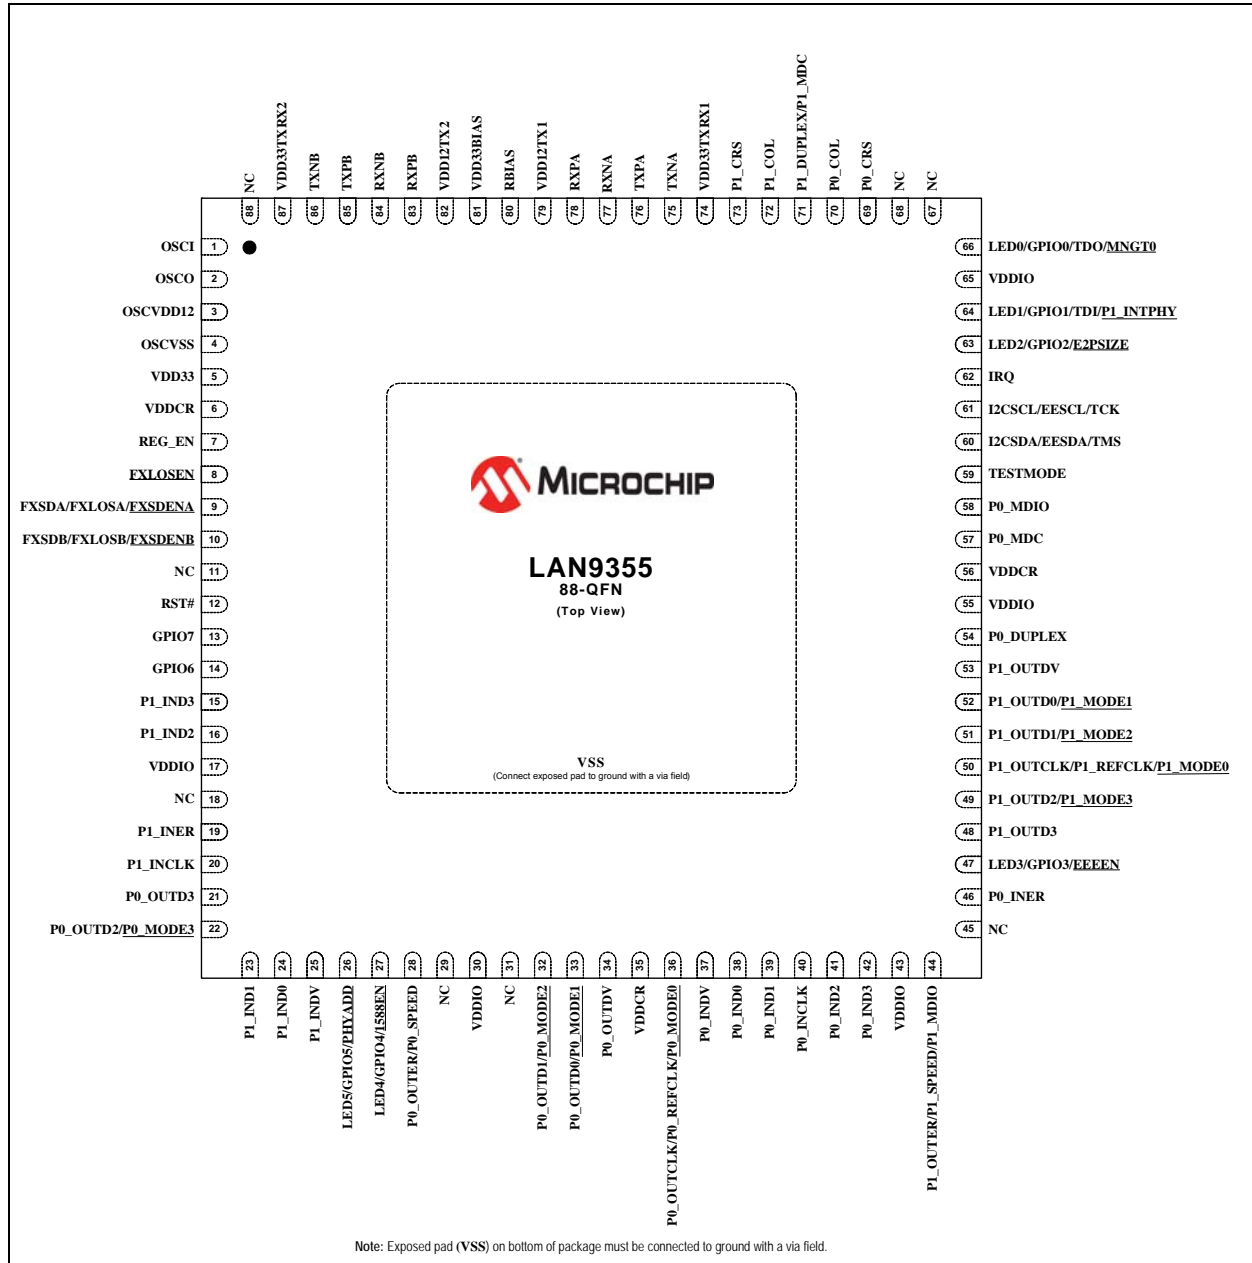 NC
VDD33TXRX2
TXNB
TXPB
RXNB
RXPB
VDD12TX2
VDD33BIAS
RBIAS
VDD12TX1
RXPA
RXNA
TXPA
TXNA
VDD33TXRX1
P1_CRS
P1_COL
P1_DUPLEX/P1_MDC
P0_COL
P0_CRS
NC
NC
88
87
86
85
84
83
82
81
80
79
78
77
76
75
74
73
72
71
70
69
68
67
OSCI 1
OSCO 2
OSCVDD12 3
OSCVSS 4
VDD33 5
VDDCR 6
REG_EN 7
FXLOSEN 8
FXSDA/FXLOSA/FXSDENA 9
FXSDB/FXLOSB/FXSDENB 10
NC 11
RST# 12
GPIO7 13
GPIO6 14
P1_IND3 15
P1_IND2 16
VDDIO 17
NC 18
P1_INER 19
P1_INCLK 20
P0_OUTD3 21
P0_OUTD2/P0_MODE3 22
MICROCHIP
®
LAN9355
88-QFN
(Top View)
VSS
(Connect exposed pad to ground with a via field)
66 LED0/GPIO0/TDO/MNGT0
65 VDDIO
64 LED1/GPIO1/TDI/P1_INTPHY
63 LED2/GPIO2/E2PSIZE
62 IRQ
61 I2CSCL/EESCL/TCK
60 I2CSDA/EESDA/TMS
59 TESTMODE
58 P0_MDIO
57 P0_MDC
56 VDDCR
55 VDDIO
54 P0_DUPLEX
53 P1_OUTDV
52 P1_OUTD0/P1_MODE1
51 P1_OUTD1/P1_MODE2
50 P1_OUTCLK/P1_REFCLK/P1_MODE0
49 P1_OUTD2/P1_MODE3
48 P1_OUTD3
47 LED3/GPIO3/EEEEN
46 P0_INER
45 NC
23
24
25
26
27
28
29
30
31
32
33
34
35
36
37
38
39
40
41
42
43
44
P1_IND1
P1_IND0
P1_INDV
LED5/GPIO5/PHYADD
LED4/GPIO4/1588EN
P0_OUTER/P0_SPEED
NC
VDDIO
NC
P0_OUTD1/P0_MODE2
P0_OUTD0/P0_MODE1
P0_OUTDV
VDDCR
P0_OUTCLK/P0_REFCLK/P0_MODE0
P0_INDV
P0_IND0
P0_IND1
P0_INCLK
P0_IND2
P0_IND3
VDDIO
P1_OUTER/P1_SPEED/P1_MDIO
Note: Exposed pad (VSS) on bottom of package must be connected to ground with a via field.